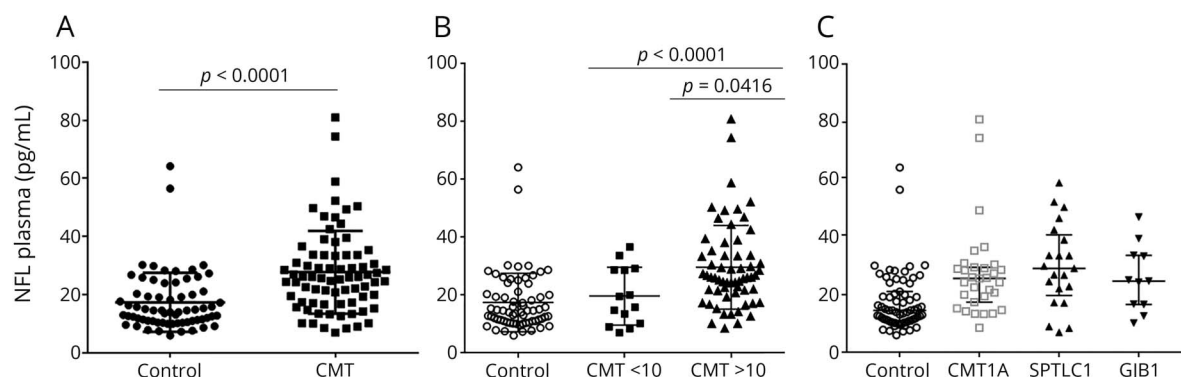 A
B
C
NFL plasma (pg/mL)
100
80
60
40
20
0
p < 0.0001
Control
CMT
100
80
60
40
20
0
p < 0.0001
p = 0.0416
Control
CMT <10
CMT >10
100
80
60
40
20
0
Control
CMT1A
SPTLC1
GIB1